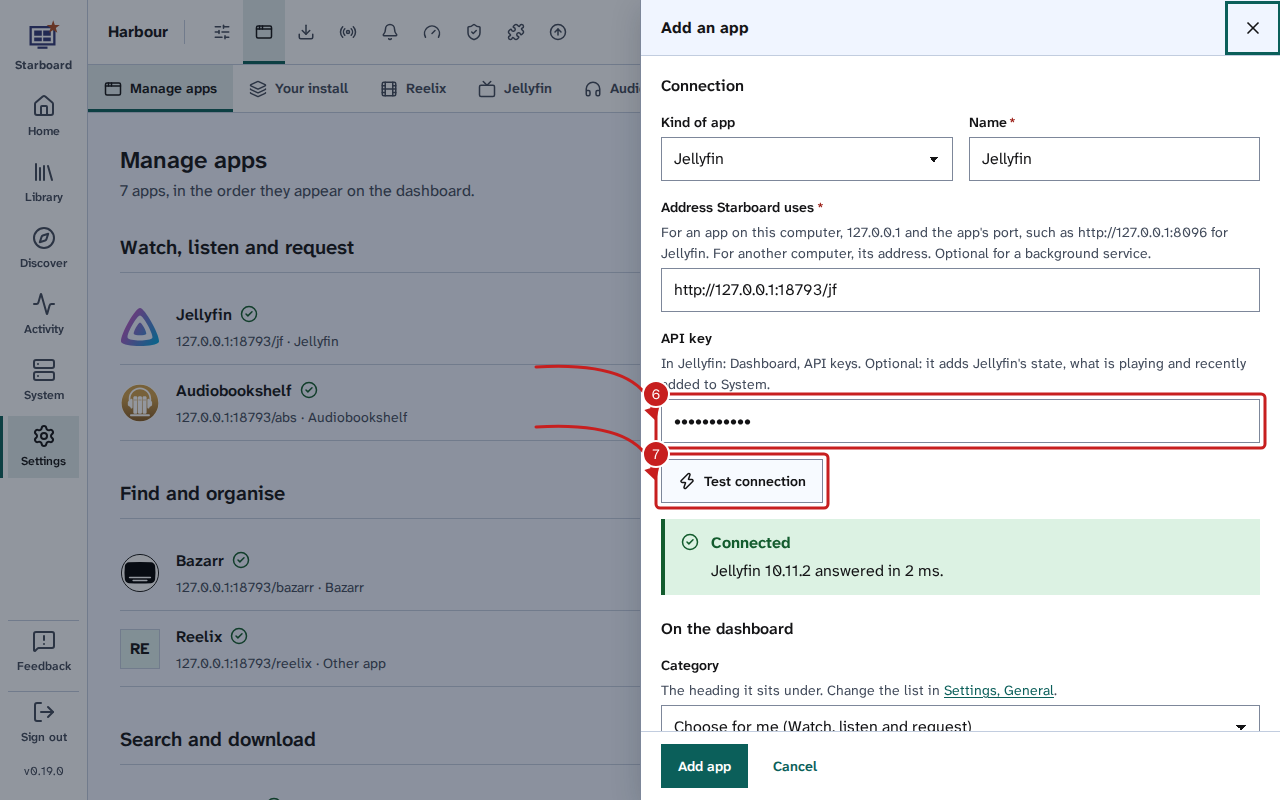 Starboard
Home
Library
Discover
Activity
System
Settings
Feedback
Sign out
v0.19.0
Harbour
Manage apps
Your install
Reelix
Jellyfin
Manage apps
7 apps, in the order they appear on the dashboard.
Watch, listen and request
Jellyfin
127.0.0.1:18793/jf · Jellyfin
Audiobookshelf
127.0.0.1:18793/abs · Audiobookshelf
Find and organise
Bazarr
127.0.0.1:18793/bazarr · Bazarr
RE
Reelix
127.0.0.1:18793/reelix · Other app
Search and download
Add an app
Connection
Kind of app
Name *
Jellyfin
Jellyfin
Address Starboard uses *
For an app on this computer, 127.0.0.1 and the app's port, such as http://127.0.0.1:8096 for
Jellyfin. For another computer, its address. Optional for a background service.
http://127.0.0.1:18793/jf
API key
In Jellyfin: Dashboard, API keys. Optional: it adds Jellyfin's state, what is playing and recently
added to System.
6
•••••••••••
7
Test connection
Connected
Jellyfin 10.11.2 answered in 2 ms.
On the dashboard
Category
The heading it sits under. Change the list in Settings, General.
Choose for me (Watch, listen and request)
Add app
Cancel